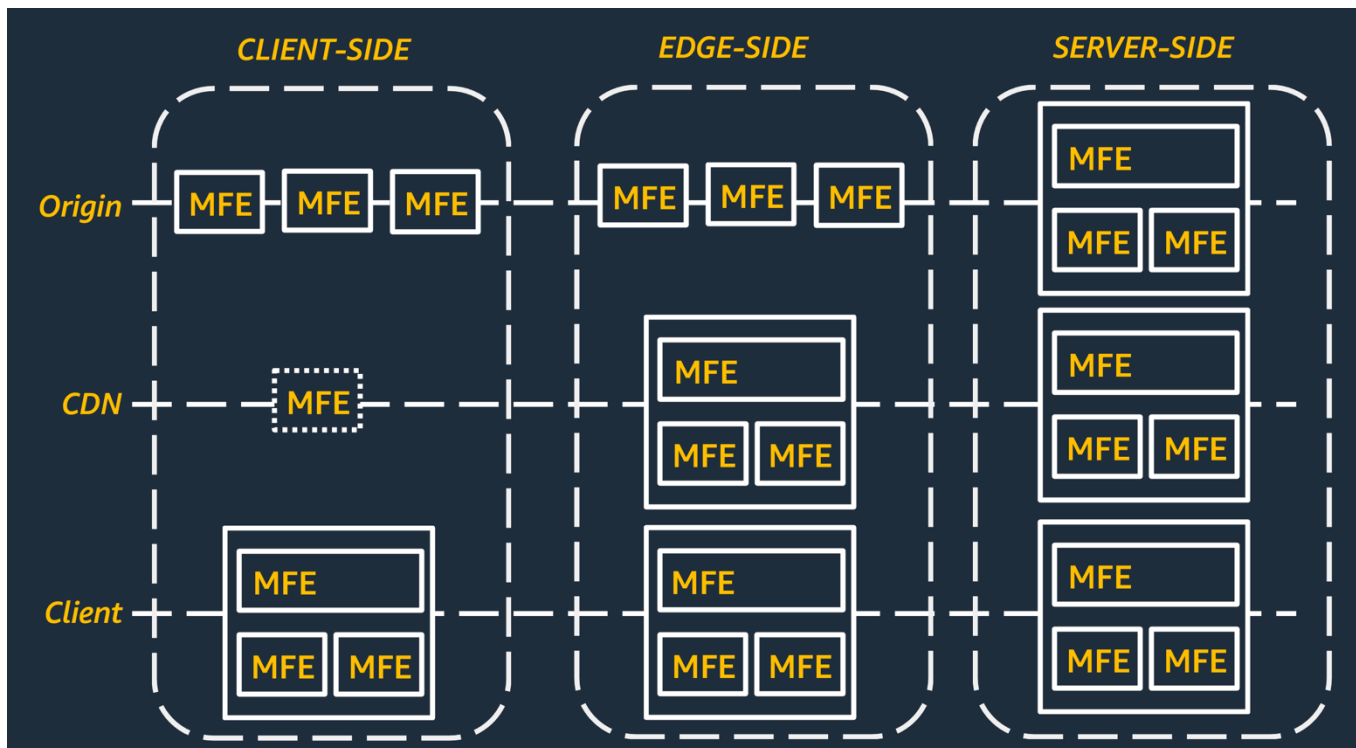 CLIENT-SIDE EDGE-SIDE SERVER-SIDE
MFE
Origin MFE MFE MFE MFE MFE MFE
MFE MFE
MFE MFE
CDN MFE
MFE MFE MFE MFE
MFE MFE MFE
Client
MFE MFE MFE MFE MFE MFE